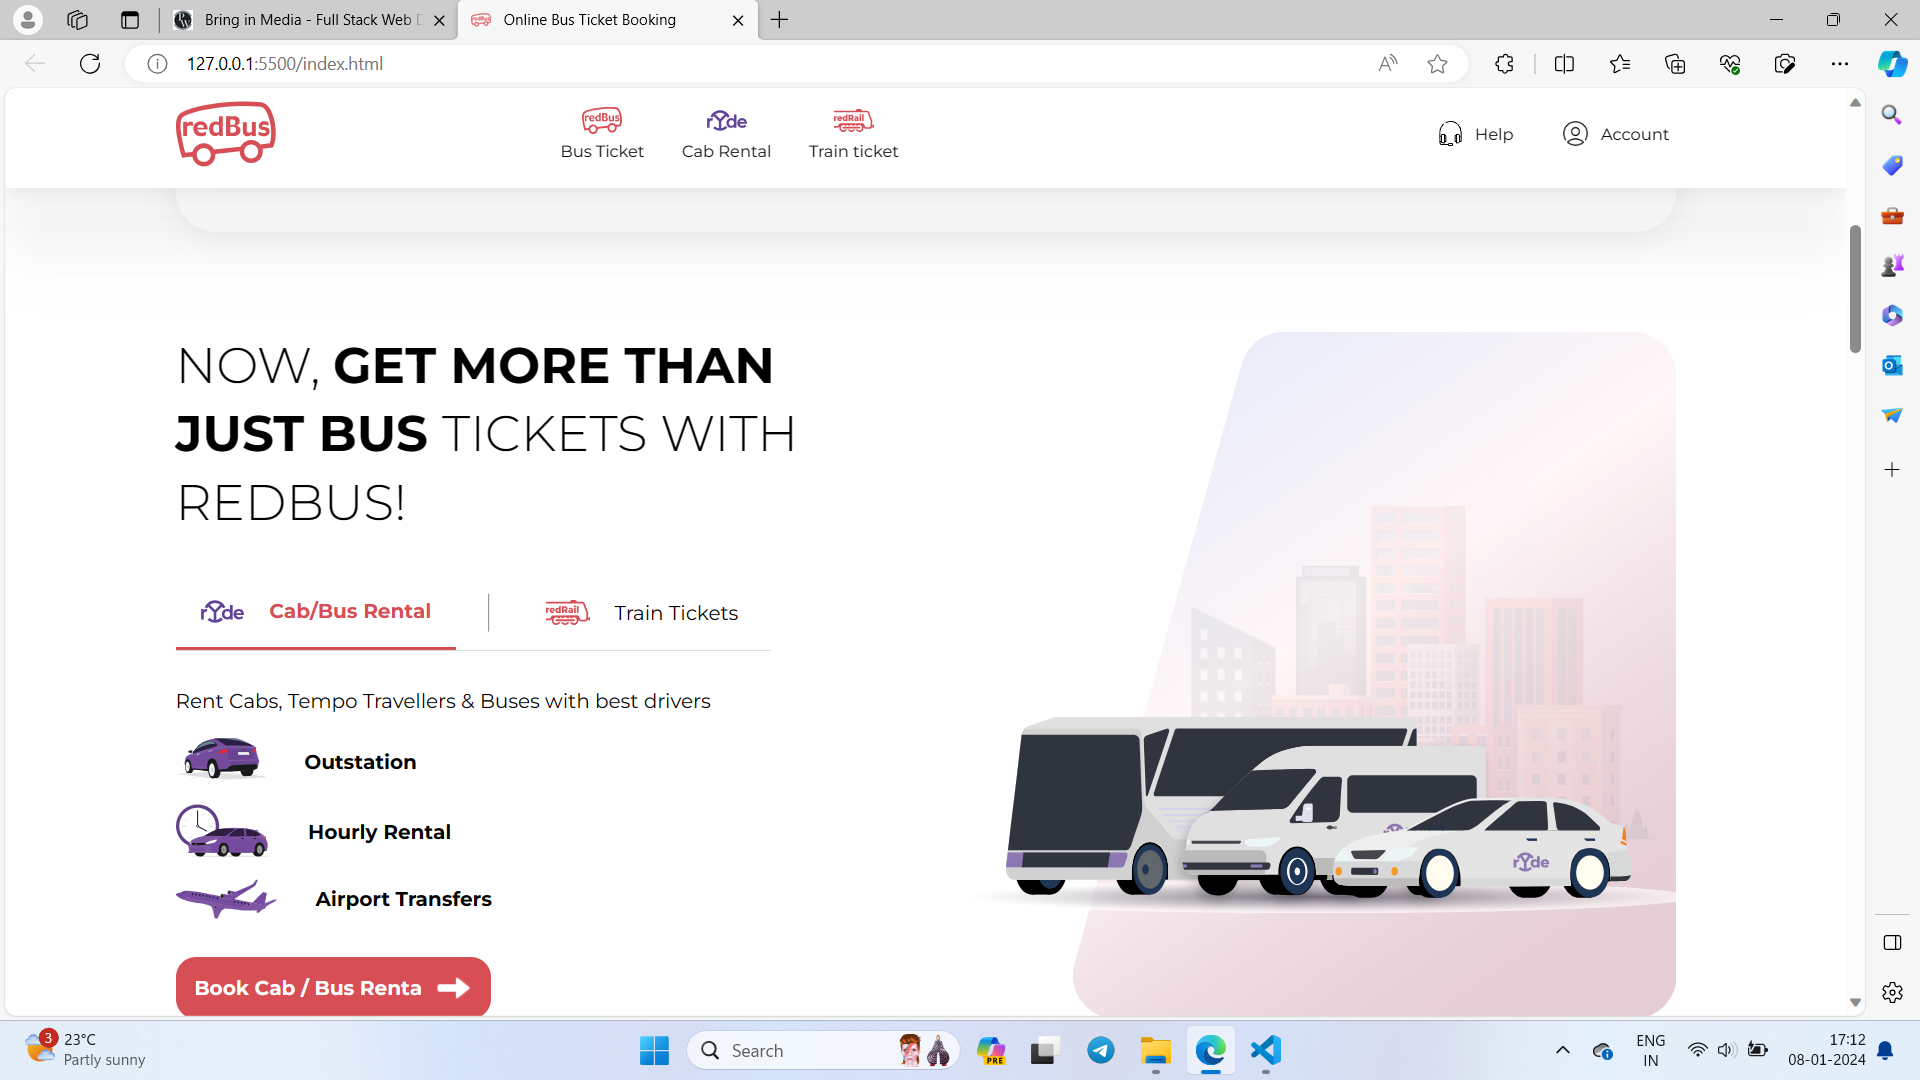 Bring in Media - Full Stack Web D
Online Bus Ticket Booking
127.0.0.1:5500/index.html
redBus
redBus
Bus Ticket
rYde
Cab Rental
redRail
Train ticket
Help
Account
NOW, GET MORE THAN
JUST BUS TICKETS WITH
REDBUS!
rYde
Cab/Bus Rental
redRail
Train Tickets
Rent Cabs, Tempo Travellers & Buses with best drivers
Outstation
Hourly Rental
Airport Transfers
Book Cab / Bus Renta
rYde
3
23°C
Partly sunny
Search
PRE
ENG
IN
17:12
08-01-2024